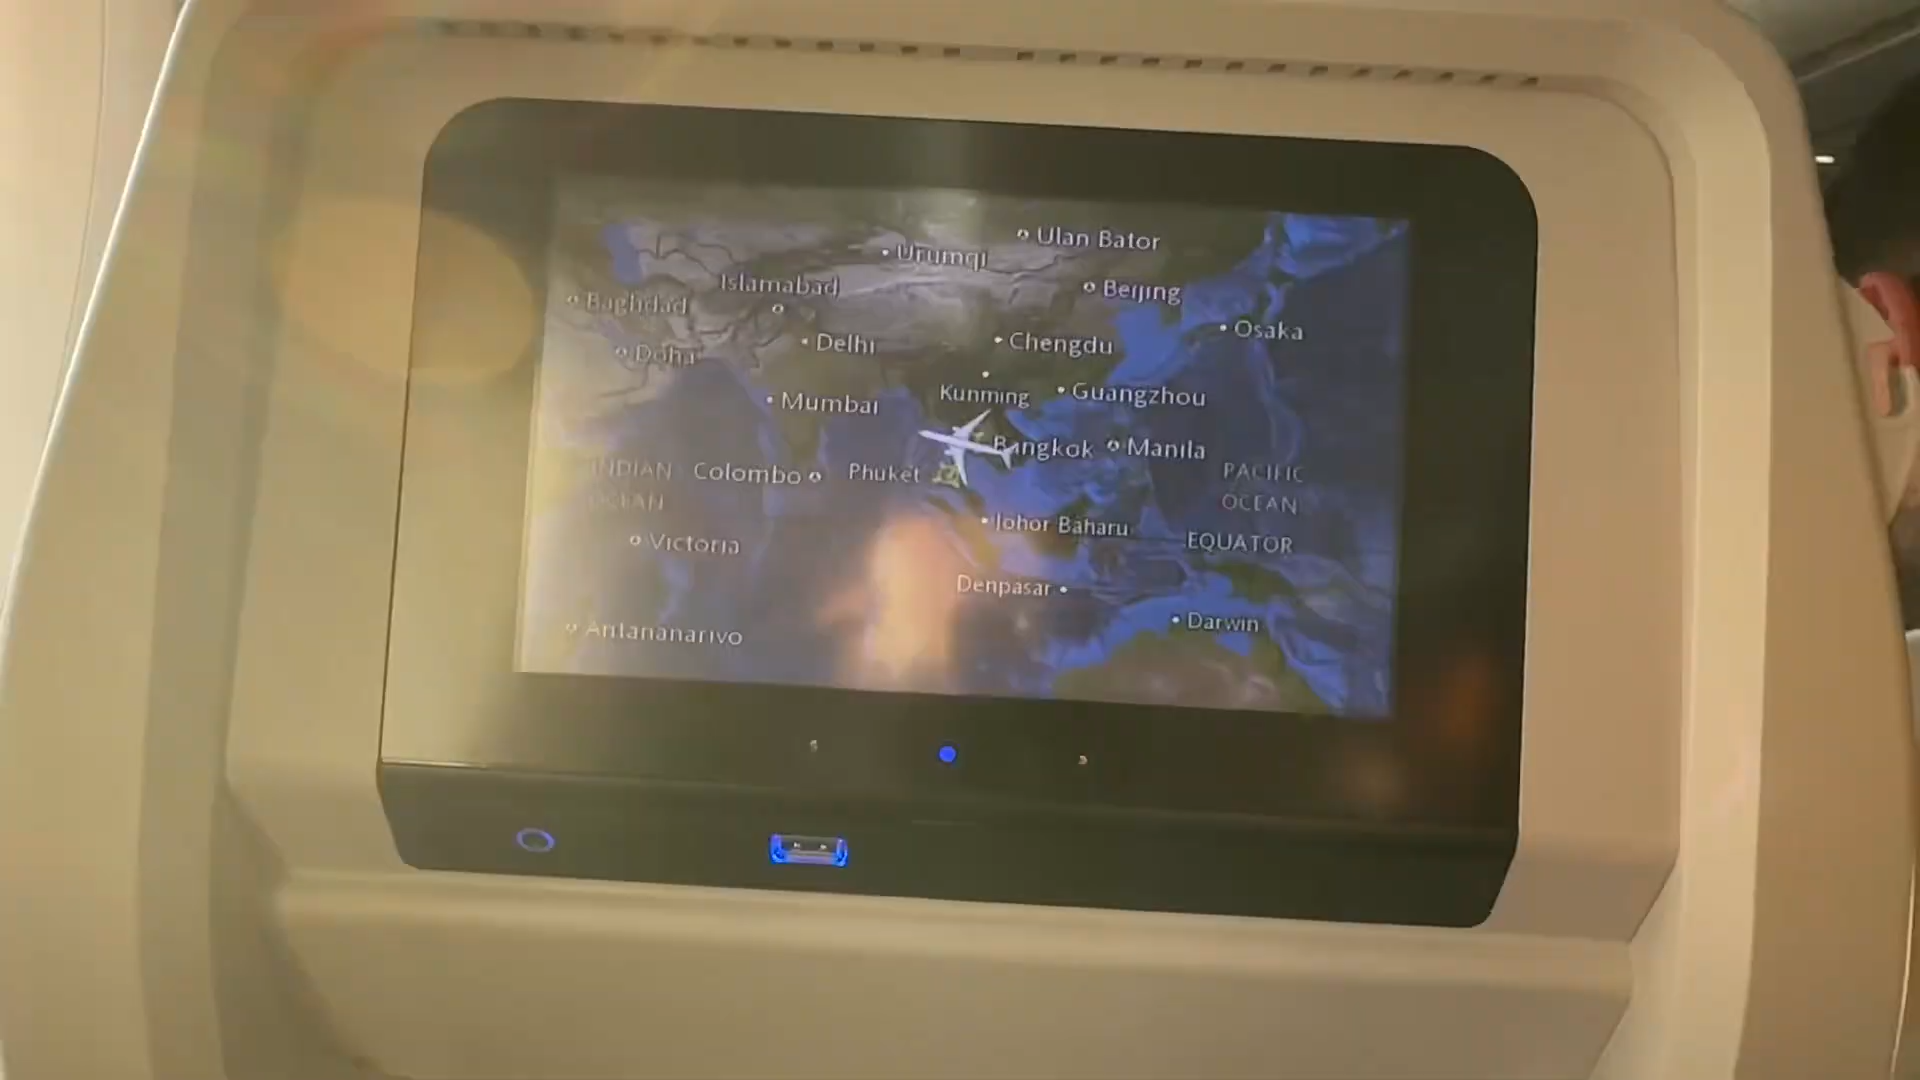 Ulan Bator
Urumqi
Islamabad
Beijing
Baghdad
Osaka
Delhi
Chengdu
Doha
Kunming
Guangzhou
Mumbai
Bangkok
Manila
INDIAN
OCEAN
Colombo
Phuket
PACIFIC
OCEAN
Johor Baharu
Victoria
EQUATOR
Denpasar
Darwin
Antananarivo